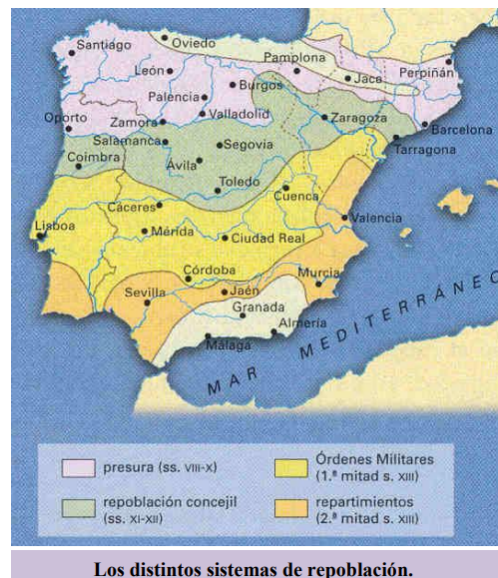 Santiago
Oviedo
Pamplona
León
Jaca
Perpiñán
Burgos
Palencia
Oporto
Zamora
Valladolid
Zaragoza
Barcelona
Salamanca
Segovia
Tarragona
Coimbra
Ávila
Toledo
Cuenca
Cáceres
Valencia
Lisboa
Mérida
Ciudad Real
Córdoba
Murcia
Sevilla
Jaén
Granada
Almería
Málaga
MAR MEDITERRÁNEO
presura (ss. VIII-X)
repoblación concejil
(ss. XI-XII)
Órdenes Militares
(1.ª mitad s. XIII)
repartimientos
(2.ª mitad s. XIII)
Los distintos sistemas de repoblación.